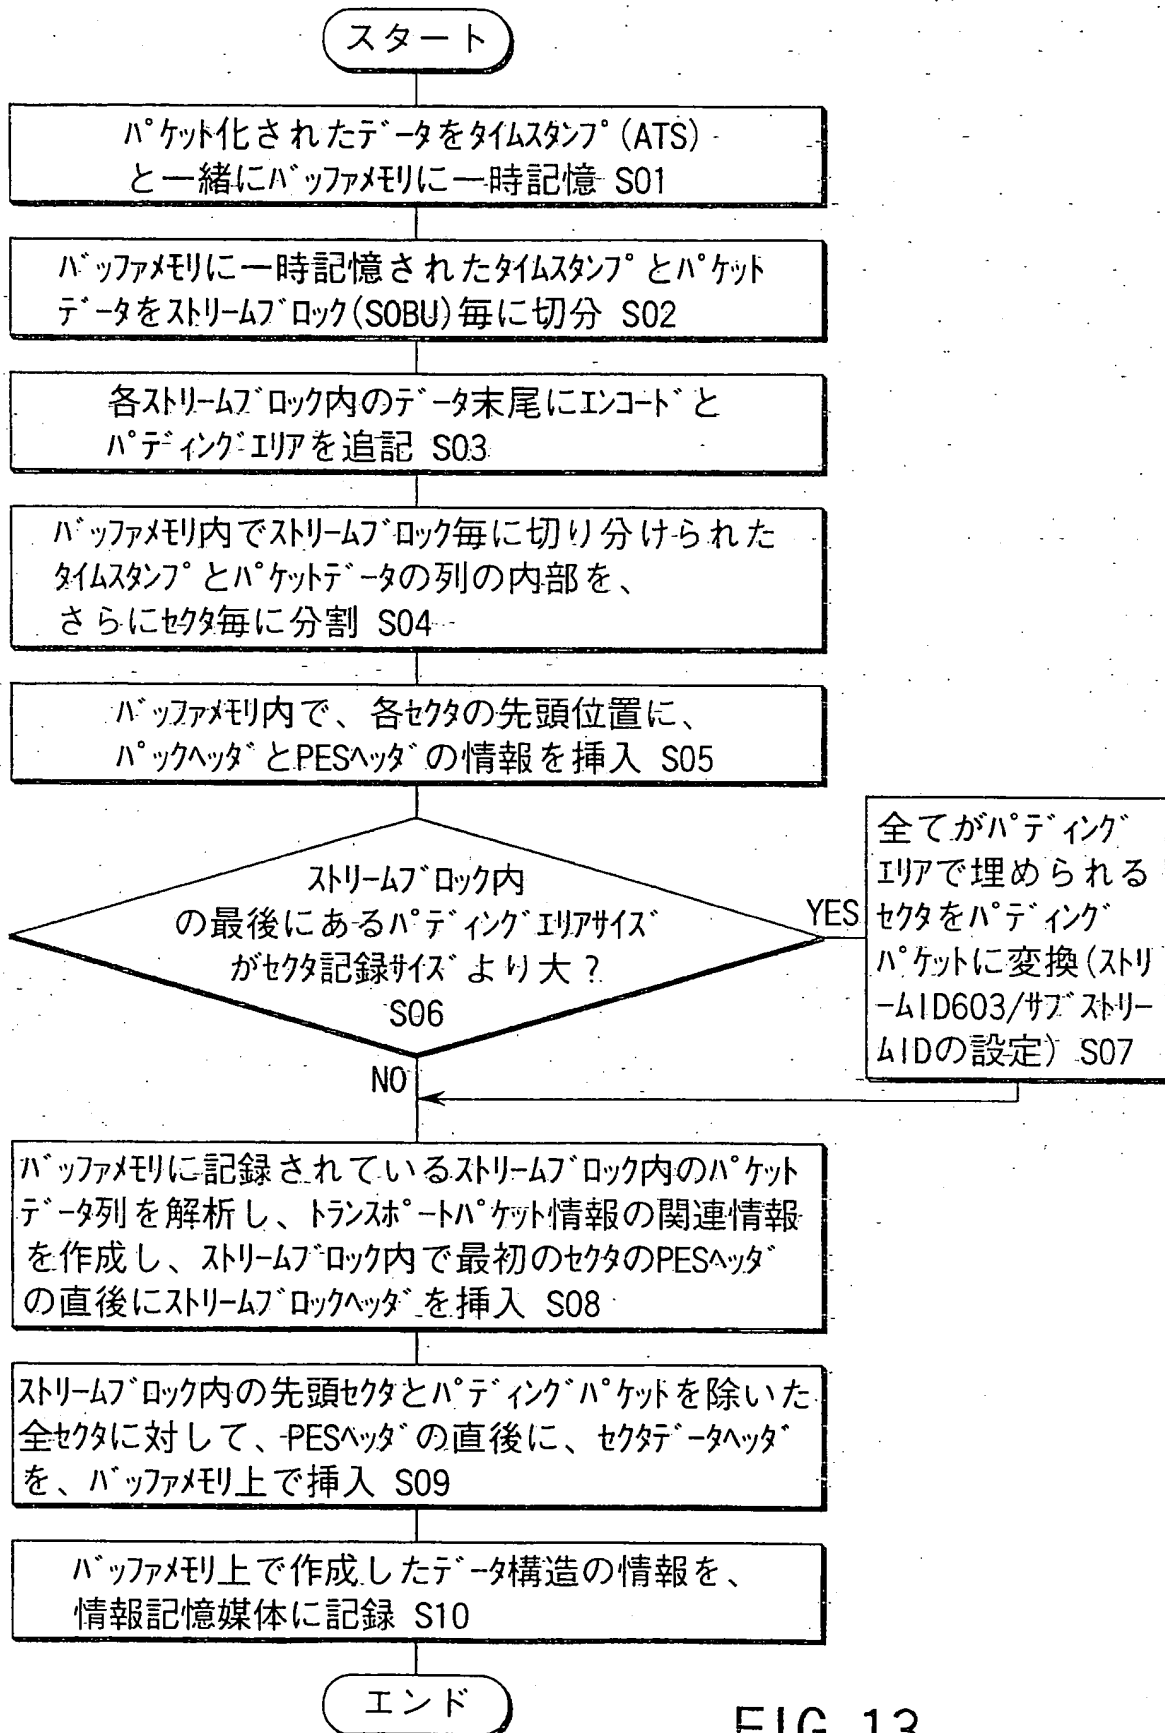 スタート
パケット化されたデータをタイムスタンプ(ATS)
と一緒にバッファメモリに一時記憶 S01
バッファメモリに一時記憶されたタイムスタンプとパケット
データをストリームブロック(SOBU)毎に切分 S02
各ストリームブロック内のデータ末尾にエンコードと
パディングエリアを追記 S03
バッファメモリ内でストリームブロック毎に切り分けられた
タイムスタンプとパケットデータの列の内部を、
さらにセクタ毎に分割 S04
バッファメモリ内で、各セクタの先頭位置に、
パックヘッダとPESヘッダの情報を挿入 S05
ストリームブロック内
の最後にあるパディングエリアサイズ
がセクタ記録サイズより大?
S06
YES
全てがパディング
エリアで埋められる
セクタをパディング
パケットに変換(ストリ
ームID603/サブストリー
ムIDの設定) S07
NO
バッファメモリに記録されているストリームブロック内のパケット
データ列を解析し、トランスポートパケット情報の関連情報
を作成し、ストリームブロック内で最初のセクタのPESヘッダ
の直後にストリームブロックヘッダを挿入 S08
ストリームブロック内の先頭セクタとパディングパケットを除いた
全セクタに対して、PESヘッダの直後に、セクタデータヘッダ
を、バッファメモリ上で挿入 S09
バッファメモリ上で作成したデータ構造の情報を、
情報記憶媒体に記録 S10
エンド
FIG. 13